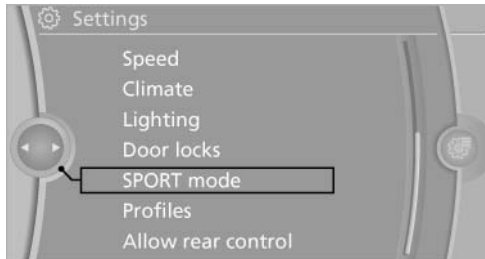 Settings
Speed
Climate
Lighting
Door locks
SPORT mode
Profiles
Allow rear control